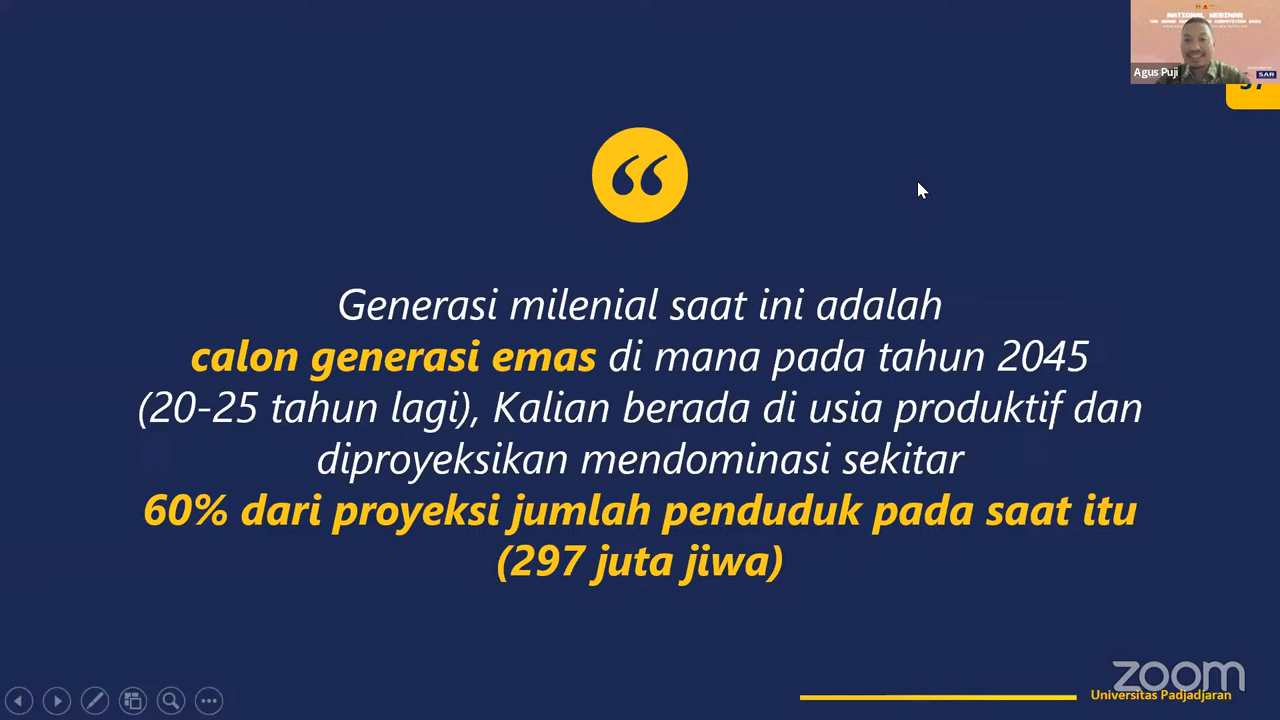 NATIONAL WEBINAR
Agus Puji
SAR
“
Generasi milenial saat ini adalah
calon generasi emas di mana pada tahun 2045
(20-25 tahun lagi), Kalian berada di usia produktif dan
diproyeksikan mendominasi sekitar
60% dari proyeksi jumlah penduduk pada saat itu
(297 juta jiwa)
zoom
Universitas Padjadjaran